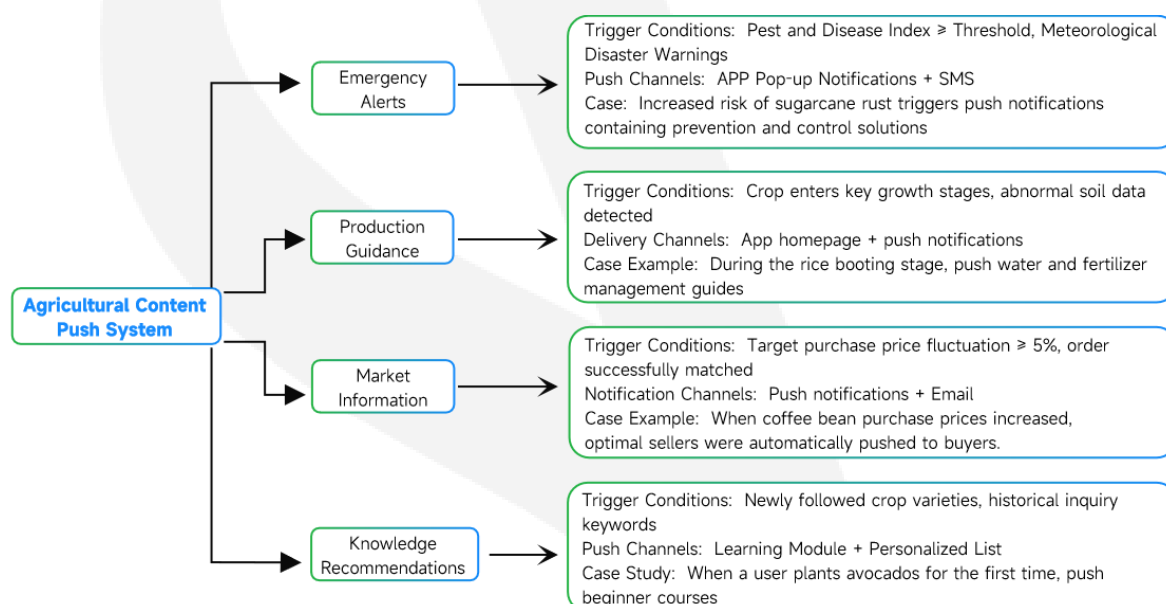 Agricultural Content
Push System
Emergency
Alerts
Trigger Conditions: Pest and Disease Index ≥ Threshold, Meteorological
Disaster Warnings
Push Channels: APP Pop-up Notifications + SMS
Case: Increased risk of sugarcane rust triggers push notifications
containing prevention and control solutions
Production
Guidance
Trigger Conditions: Crop enters key growth stages, abnormal soil data
detected
Delivery Channels: App homepage + push notifications
Case Example: During the rice booting stage, push water and fertilizer
management guides
Market
Information
Trigger Conditions: Target purchase price fluctuation ≥ 5%, order
successfully matched
Notification Channels: Push notifications + Email
Case Example: When coffee bean purchase prices increased,
optimal sellers were automatically pushed to buyers.
Knowledge
Recommendations
Trigger Conditions: Newly followed crop varieties, historical inquiry
keywords
Push Channels: Learning Module + Personalized List
Case Study: When a user plants avocados for the first time, push
beginner courses